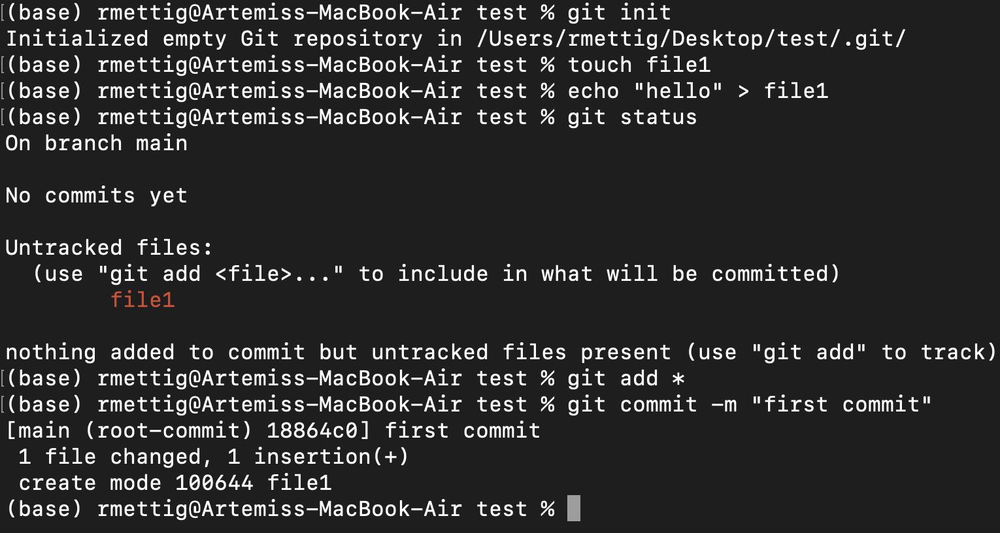 [(base) rmettig@Artemiss-MacBook-Air test % git init
Initialized empty Git repository in /Users/rmettig/Desktop/test/.git/
[(base) rmettig@Artemiss-MacBook-Air test % touch file1
[(base) rmettig@Artemiss-MacBook-Air test % echo "hello" > file1
[(base) rmettig@Artemiss-MacBook-Air test % git status
On branch main
No commits yet
Untracked files:
  (use "git add <file>..." to include in what will be committed)
        file1
nothing added to commit but untracked files present (use "git add" to track)
[(base) rmettig@Artemiss-MacBook-Air test % git add *
[(base) rmettig@Artemiss-MacBook-Air test % git commit -m "first commit"
[main (root-commit) 18864c0] first commit
 1 file changed, 1 insertion(+)
 create mode 100644 file1
(base) rmettig@Artemiss-MacBook-Air test %